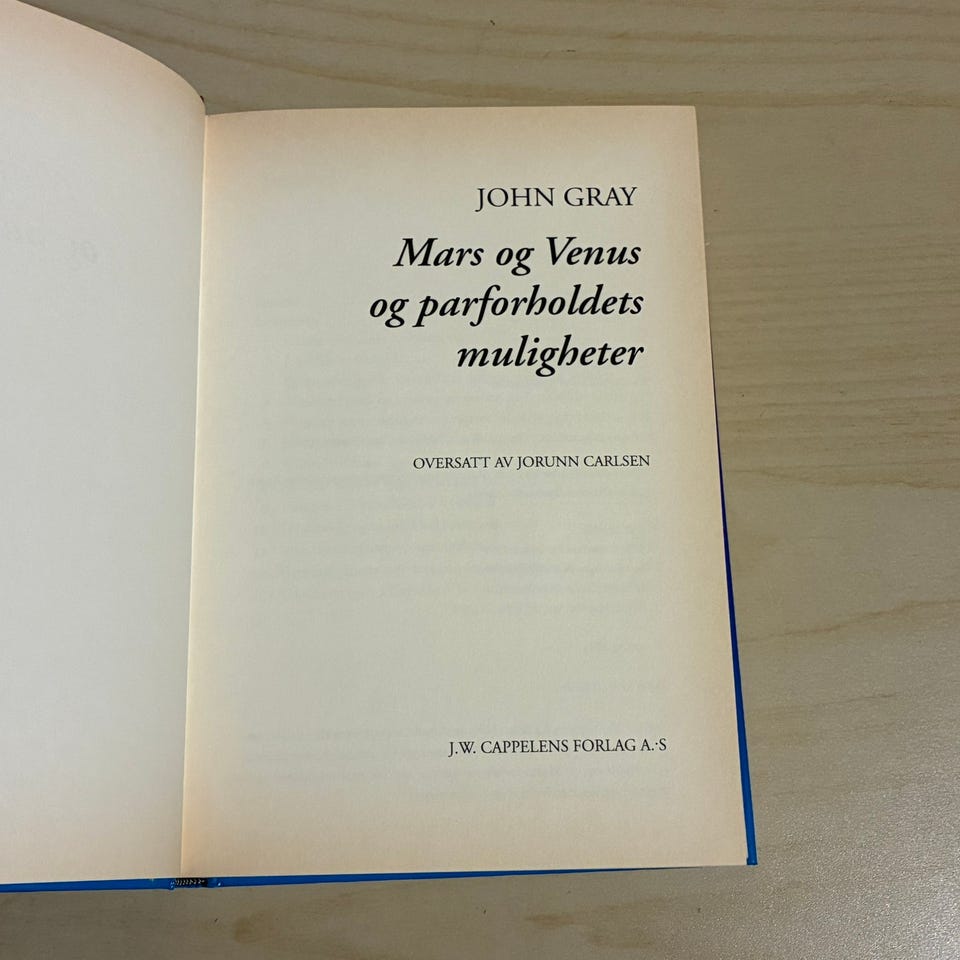 JOHN GRAY
Mars og Venus
og parforholdets
muligheter
OVERSATT AV JORUNN CARLSEN
J.W. CAPPELENS FORLAG A·S